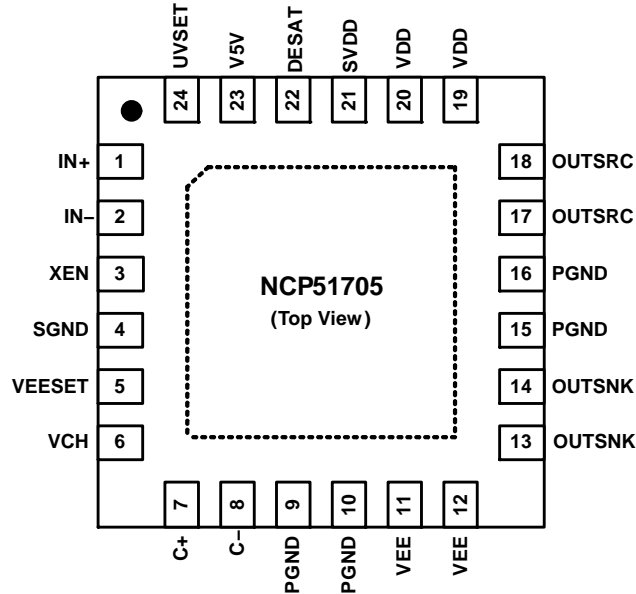 UVSET V5V DESAT SVDD VDD VDD
24 23 22 21 20 19
IN+ 1 18 OUTSRC
IN− 2 17 OUTSRC
XEN 3 16 PGND
SGND 4 15 PGND
VEESET 5 14 OUTSNK
VCH 6 13 OUTSNK
NCP51705
(Top View)
7 8 9 10 11 12
C+ C− PGND PGND VEE VEE